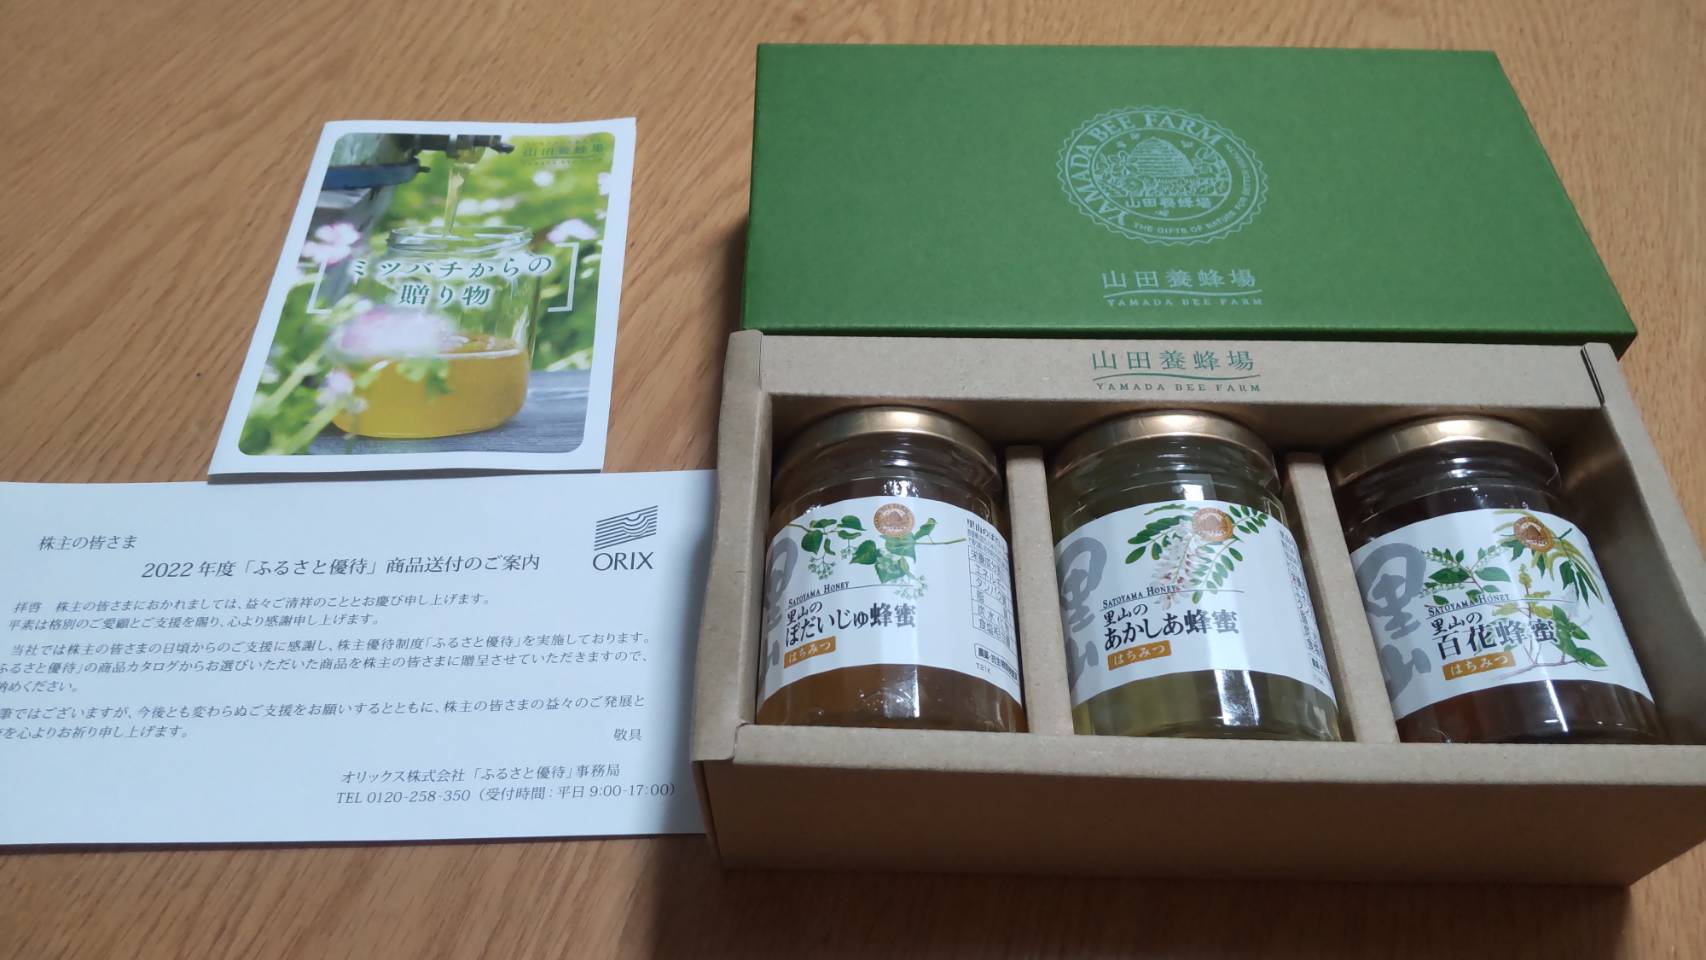 山田養蜂場
YAMADA BEE FARM
ミツバチからの
贈り物
株主の皆さま
ORIX
2022年度「ふるさと優待」商品送付のご案内
拝啓　株主の皆さまにおかれましては、益々ご清祥のこととお慶び申し上げます。
平素は格別のご愛顧とご支援を賜り、心より感謝申し上げます。
当社では株主の皆さまの日頃からのご支援に感謝し、株主優待制度「ふるさと優待」を実施しております。
ふるさと優待」の商品カタログからお選びいただいた商品を株主の皆さまに贈呈させていただきますので、
納めください。
筆ではございますが、今後とも変わらぬご支援をお願いするとともに、株主の皆さまの益々のご発展と
を心よりお祈り申し上げます。
敬具
オリックス株式会社「ふるさと優待」事務局
TEL 0120-258-350（受付時間：平日9:00-17:00）
YAMADA BEE FARM
山田養蜂場
THE GIFTS OF NATURE FOR
山田養蜂場
YAMADA BEE FARM
山田養蜂場
YAMADA BEE FARM
里山
SATOYAMA HONEY
里山の
ぼだいじゅ蜂蜜
はちみつ
里山
SATOYAMA HONEY
里山の
あかしあ蜂蜜
はちみつ
里山
SATOYAMA HONEY
里山の
百花蜂蜜
はちみつ